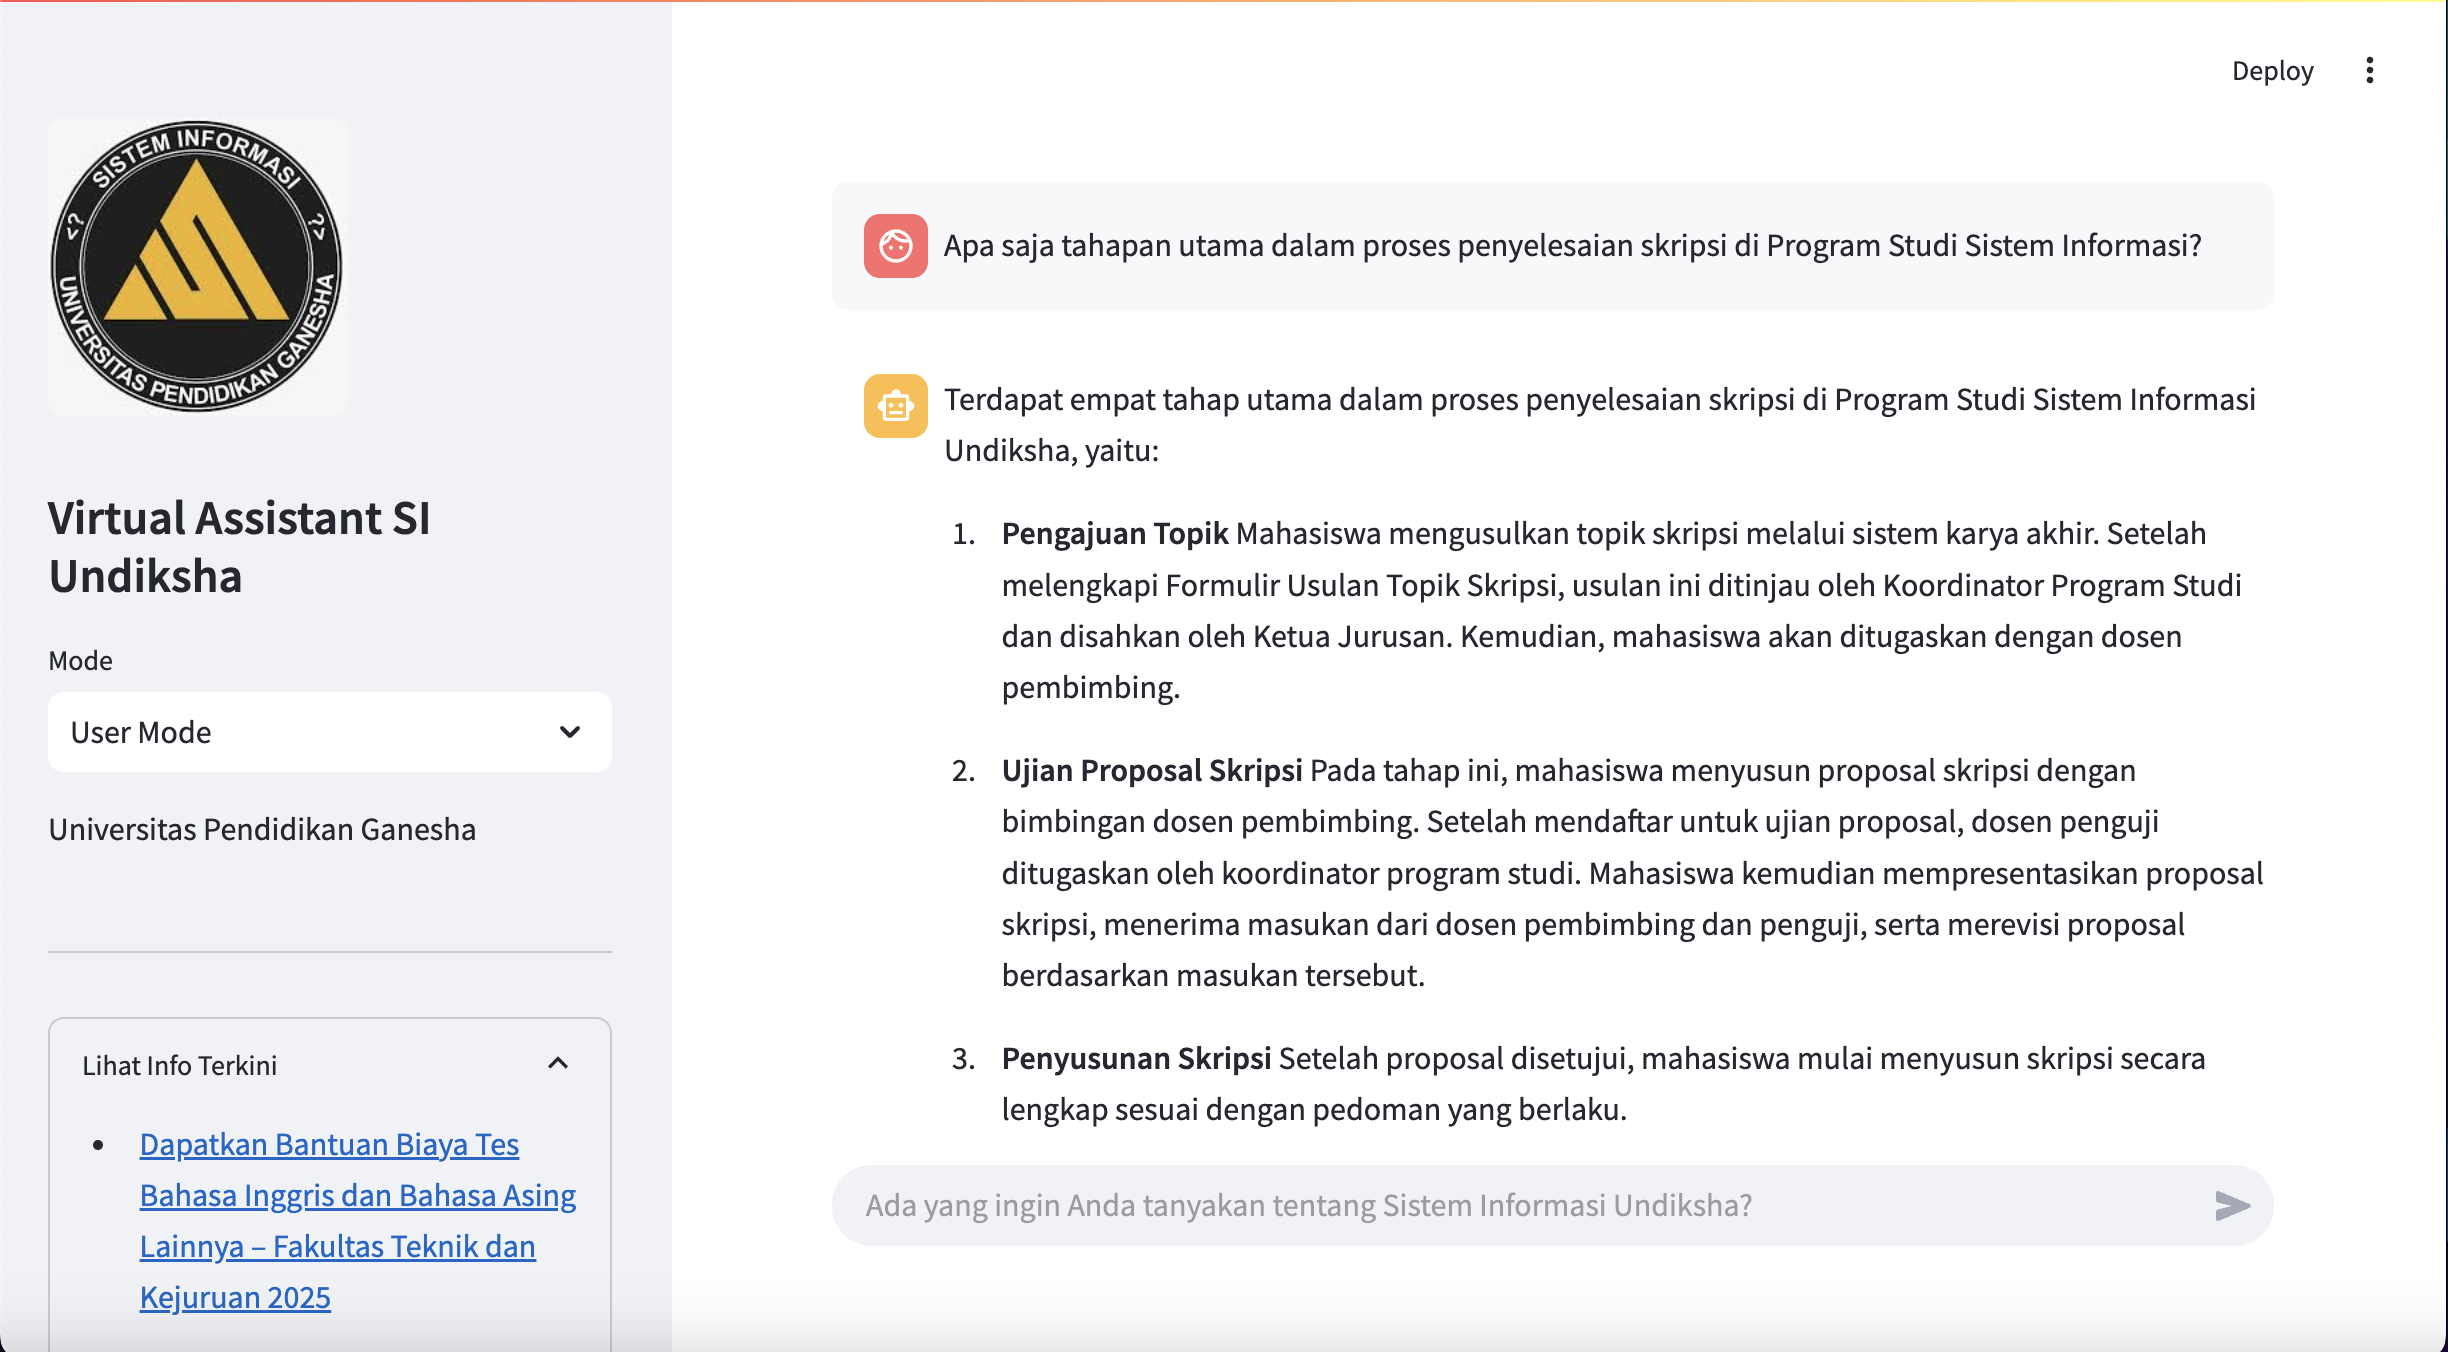 SISTEM INFORMASI
<? ?>
UNIVERSITAS PENDIDIKAN GANESHA
Virtual Assistant SI
Undiksha
Mode
User Mode
Universitas Pendidikan Ganesha
Lihat Info Terkini
• Dapatkan Bantuan Biaya Tes
Bahasa Inggris dan Bahasa Asing
Lainnya – Fakultas Teknik dan
Kejuruan 2025
Deploy
Apa saja tahapan utama dalam proses penyelesaian skripsi di Program Studi Sistem Informasi?
Terdapat empat tahap utama dalam proses penyelesaian skripsi di Program Studi Sistem Informasi
Undiksha, yaitu:
1. Pengajuan Topik Mahasiswa mengusulkan topik skripsi melalui sistem karya akhir. Setelah
melengkapi Formulir Usulan Topik Skripsi, usulan ini ditinjau oleh Koordinator Program Studi
dan disahkan oleh Ketua Jurusan. Kemudian, mahasiswa akan ditugaskan dengan dosen
pembimbing.
2. Ujian Proposal Skripsi Pada tahap ini, mahasiswa menyusun proposal skripsi dengan
bimbingan dosen pembimbing. Setelah mendaftar untuk ujian proposal, dosen penguji
ditugaskan oleh koordinator program studi. Mahasiswa kemudian mempresentasikan proposal
skripsi, menerima masukan dari dosen pembimbing dan penguji, serta merevisi proposal
berdasarkan masukan tersebut.
3. Penyusunan Skripsi Setelah proposal disetujui, mahasiswa mulai menyusun skripsi secara
lengkap sesuai dengan pedoman yang berlaku.
Ada yang ingin Anda tanyakan tentang Sistem Informasi Undiksha?